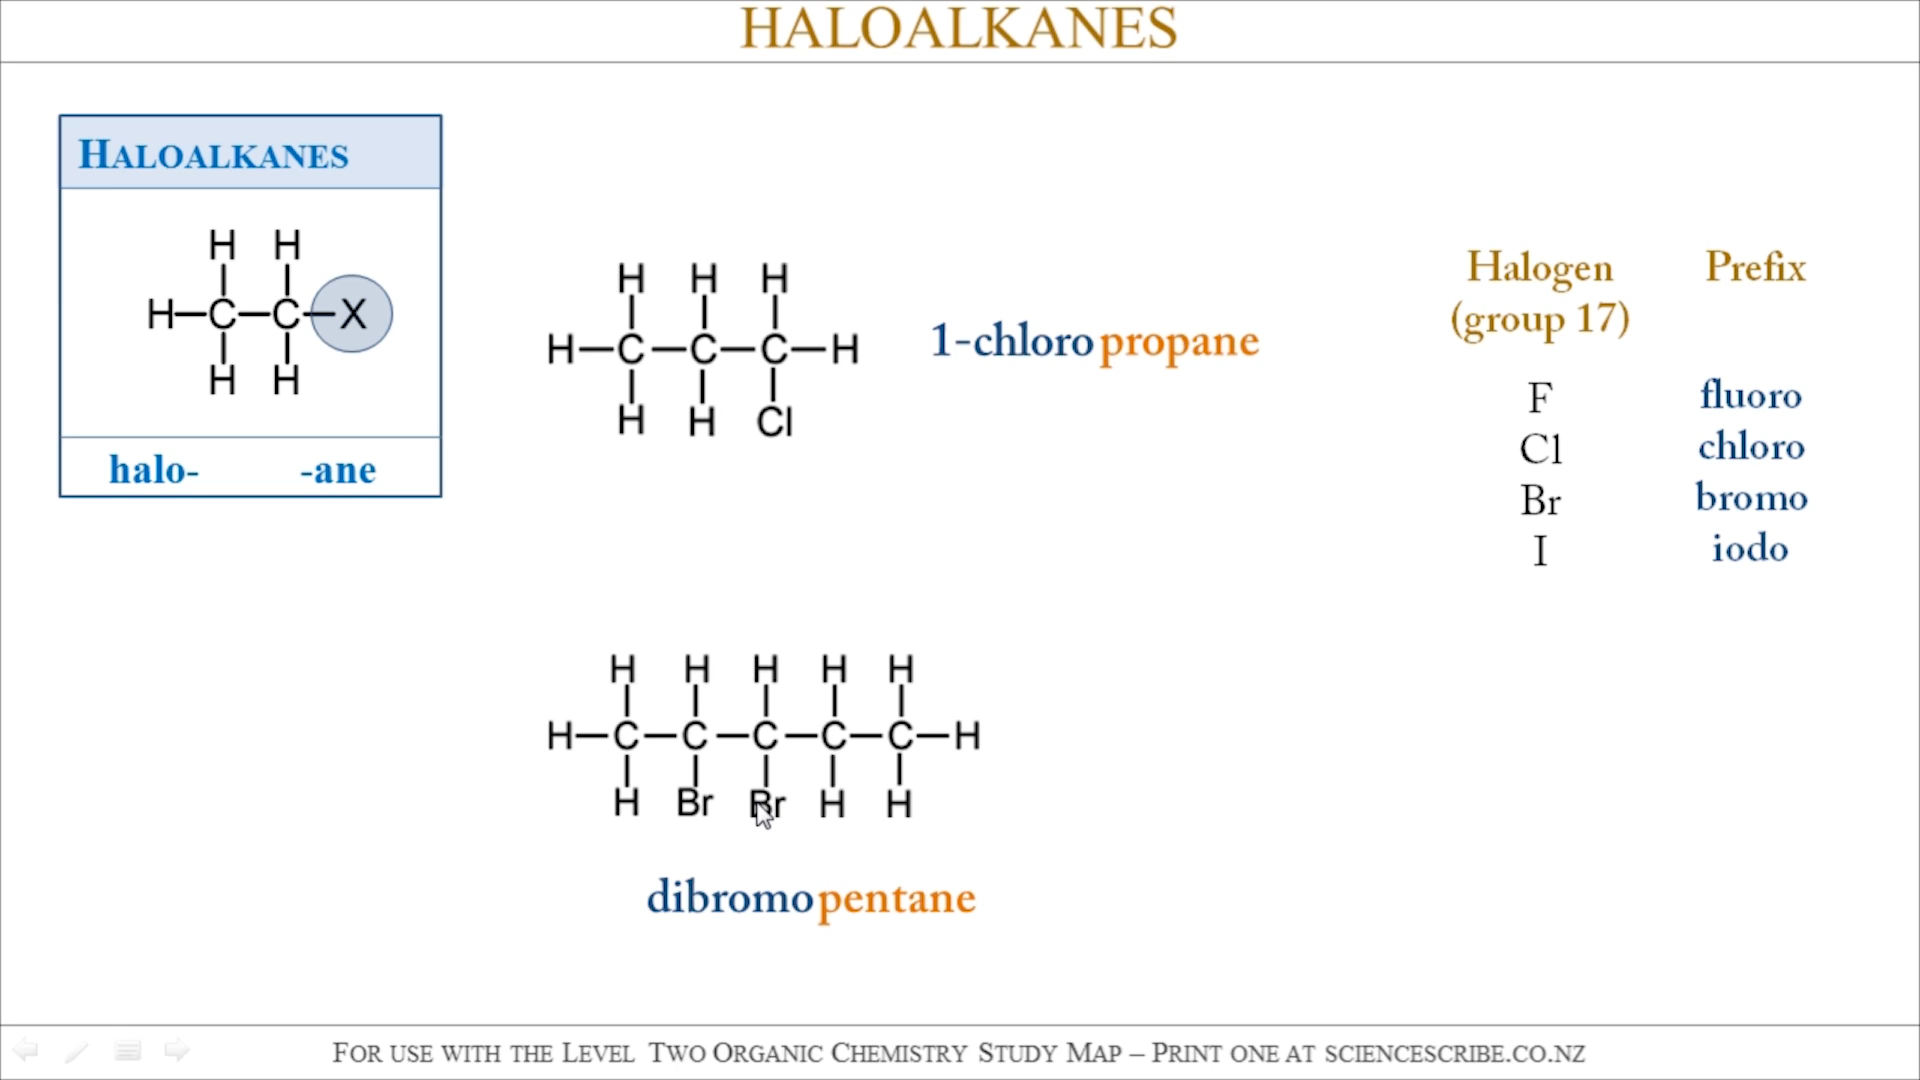 HALOALKANES
HALOALKANES
H H
H—C—C—X
H H
halo- -ane
H H H
H—C—C—C—H
H H Cl
1-chloropropane
Halogen Prefix
(group 17)
F fluoro
Cl chloro
Br bromo
I iodo
H H H H H
H—C—C—C—C—C—H
H Br Br H H
dibromopentane
FOR USE WITH THE LEVEL TWO ORGANIC CHEMISTRY STUDY MAP – PRINT ONE AT SCIENCESCRIBE.CO.NZ